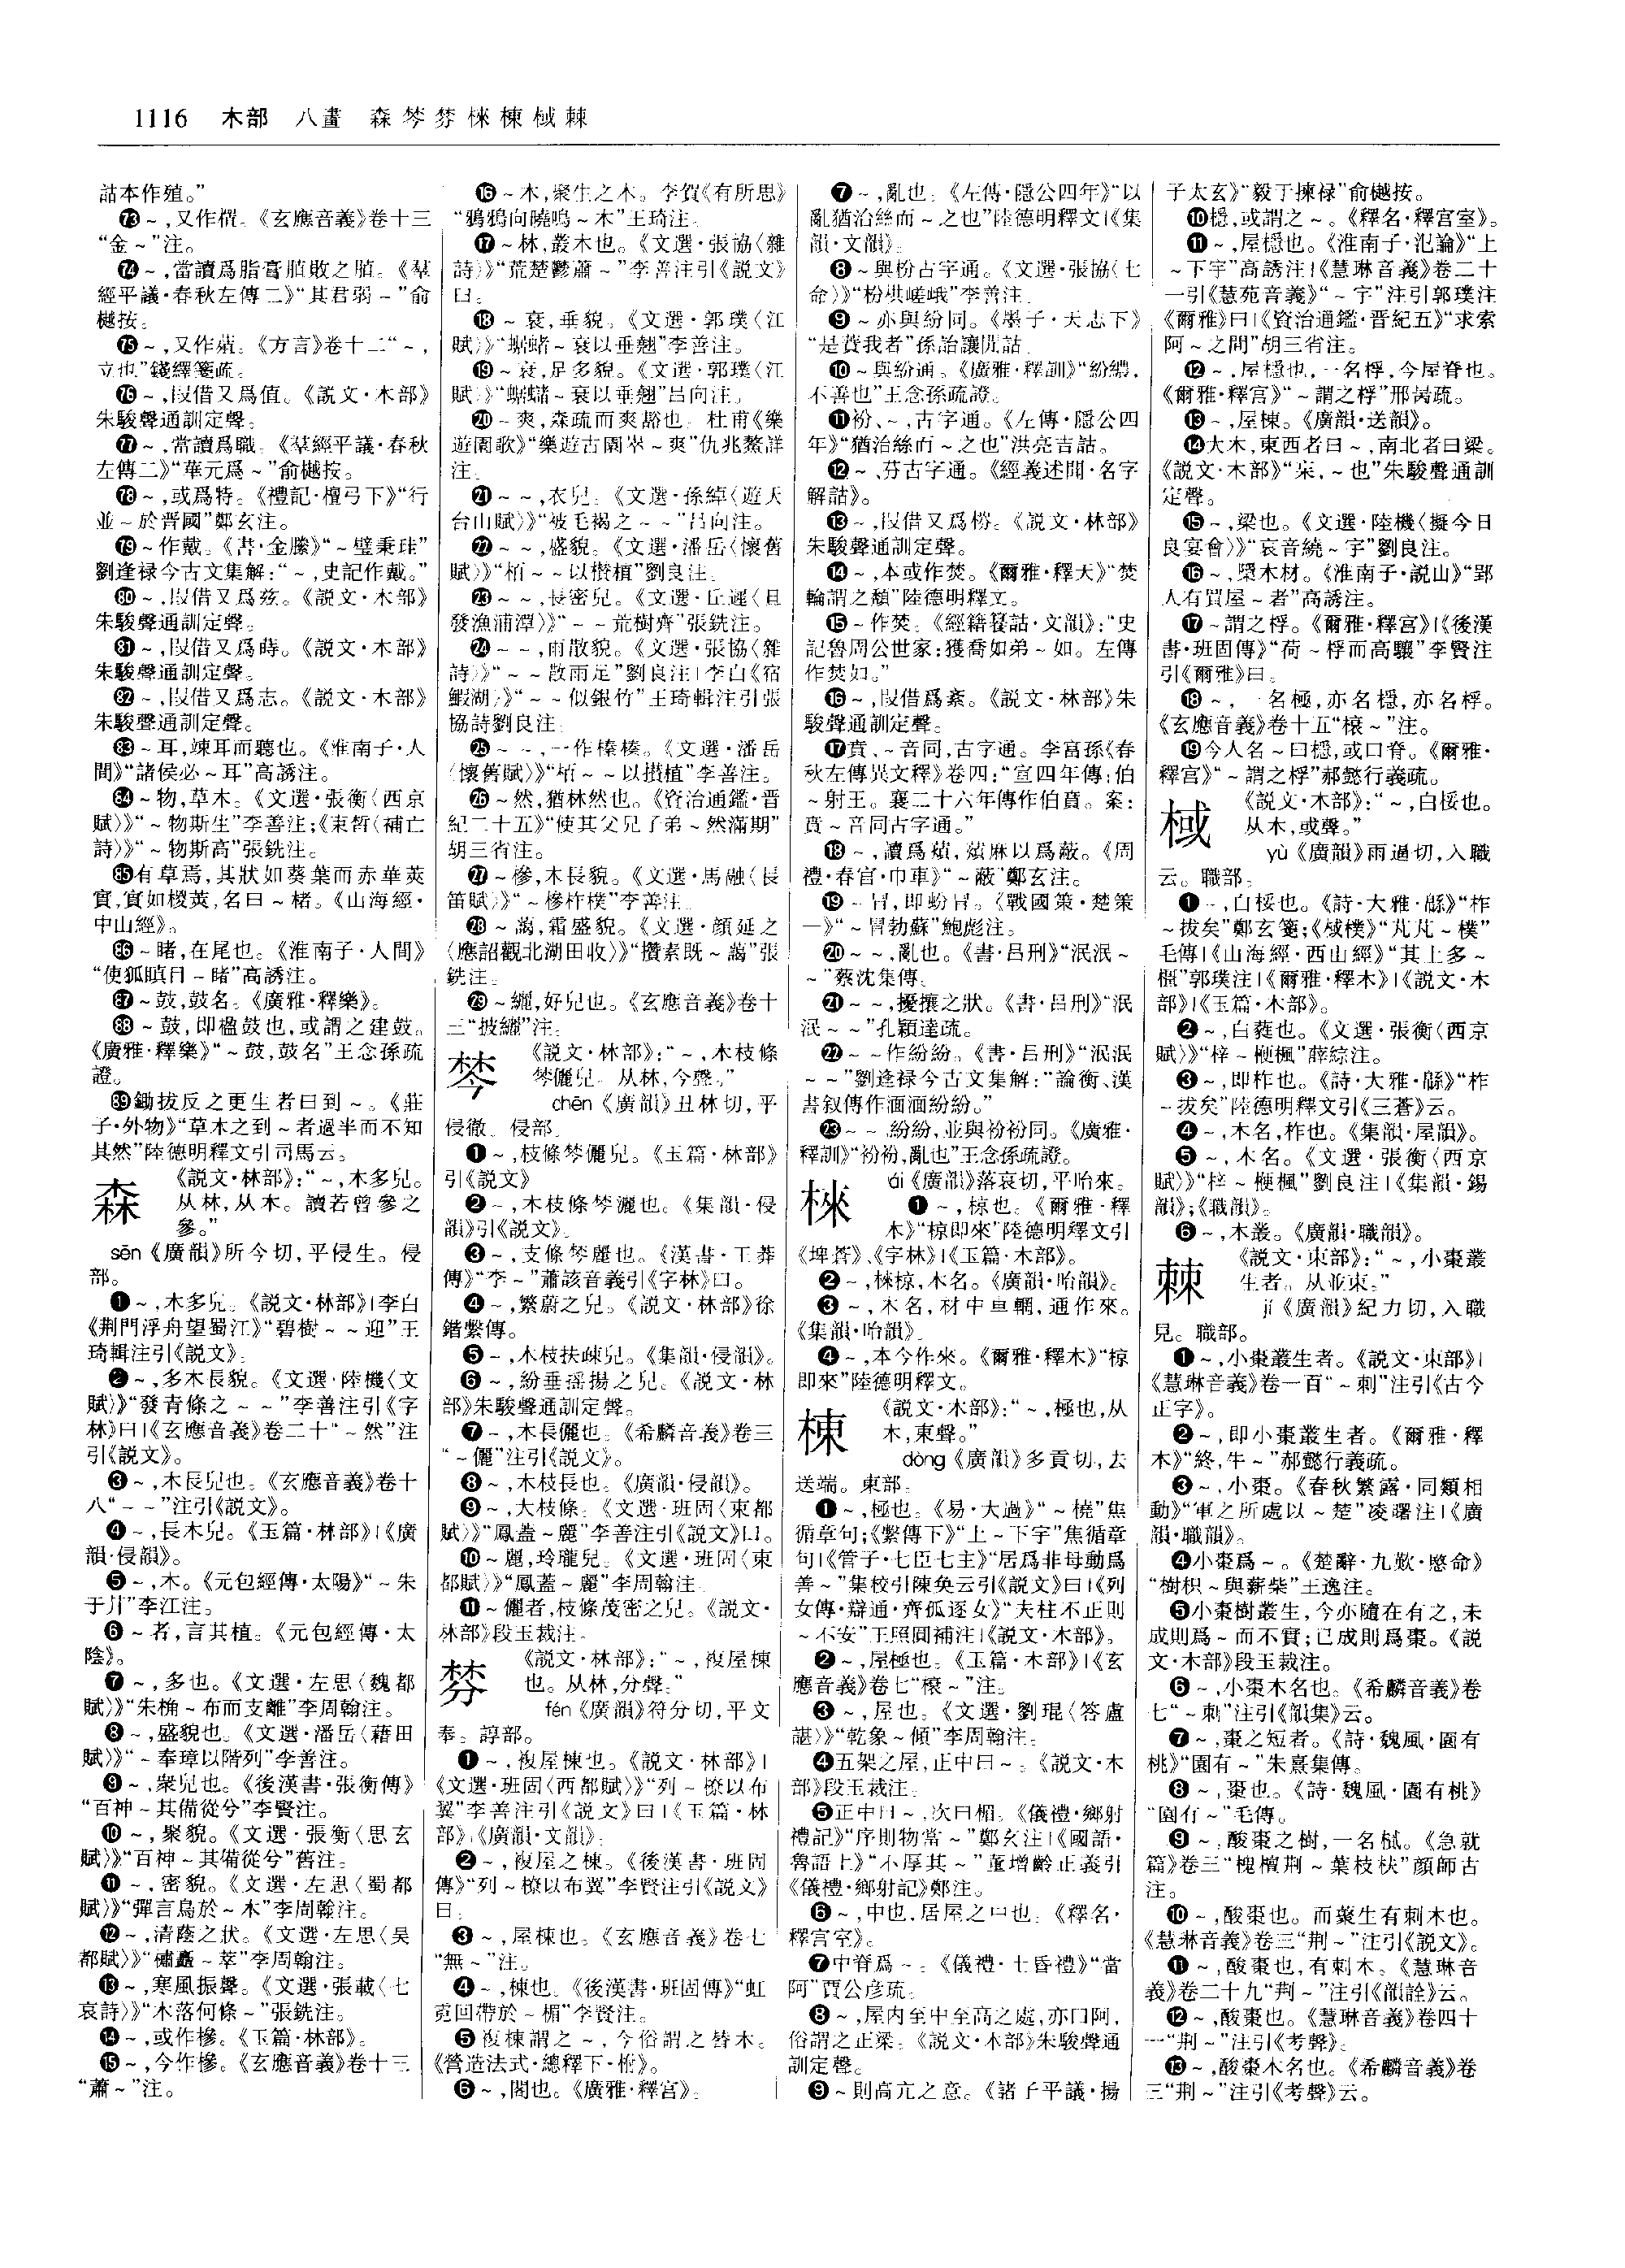 1116 木部 八畫 森棽棼棶棟棫棘
詁本作殖。”
㊆~,又作榰。《玄應音義》卷十三
“金~”注。
~,當讀爲脂膏䐈敗之䐈。《羣
經平議·春秋左傳二》“其君弱~”俞
樾按。
~,又作蒔。《方言》卷十二“~,
立也”錢繹箋疏。
~,叚借又爲值。《説文·木部》
朱駿聲通訓定聲。
~,當讀爲職。《羣經平議·春秋
左傳二》“華元爲~”俞樾按。
~,或爲特。《禮記·檀弓下》“行
並~於晋國”鄭玄注。
~作戴。《書·金縢》“~璧秉珪”
劉逢禄今古文集解:“~,史記作戴。”
~,叚借又爲兹。《説文·木部》
朱駿聲通訓定聲。
~,叚借又爲蒔。《説文·木部》
朱駿聲通訓定聲。
~,叚借又爲志。《説文·木部》
朱駿聲通訓定聲。
~耳,竦耳而聽也。《淮南子·人
間》“諸侯必~耳”高誘注。
~物,草木。《文選·張衡〈西京
賦〉》“~物斯生”李善注;《束晳〈補亡
詩〉》“~物斯高”張銑注。
有草焉,其狀如葵葉而赤華莢
實,實如椶莢,名曰~楮。《山海經·
中山經》。
~睹,在尾也。《淮南子·人間》
“使狐瞋目~睹”高誘注。
~鼓,鼓名。《廣雅·釋樂》。
~鼓,即楹鼓也,或謂之建鼓。
《廣雅·釋樂》“~鼓,鼓名”王念孫疏
證。
鋤拔反之更生者曰到~。《莊
子·外物》“草木之到~者過半而不知
其然”陸德明釋文引司馬云。
森 《説文·林部》:“~,木多皃。
从林,从木。讀若曾參之
參。”
sēn《廣韻》所今切,平侵生。侵
部。
❶~,木多皃。《説文·林部》|李白
《荆門浮舟望蜀江》“碧樹~~迎”王
琦輯注引《説文》。
❷~,多木長貌。《文選·陸機〈文
賦〉》“發青條之~~”李善注引《字
林》曰|《玄應音義》卷二十“~然”注
引《説文》。
❸~,木長皃也。《玄應音義》卷十
八“~~”注引《説文》。
❹~,長木皃。《玉篇·林部》|《廣
韻·侵韻》。
❺~,木。《元包經傳·太陽》“~朱
于爿”李江注。
❻~者,言其植。《元包經傳·太
陰》。
❼~,多也。《文選·左思〈魏都
賦〉》“朱桷~布而支離”李周翰注。
❽~,盛貌也。《文選·潘岳〈藉田
賦〉》“~奉璋以階列”李善注。
❾~,衆皃也。《後漢書·張衡傳》
“百神~其備從兮”李賢注。
❿~,聚貌。《文選·張衡〈思玄
賦〉》“百神~其備從兮”舊注。
⓫~,密貌。《文選·左思〈蜀都
賦〉》“彈言鳥於~木”李周翰注。
⓬~,清蔭之狀。《文選·左思〈吴
都賦〉》“橚矗~萃”李周翰注。
⓭~,寒風振聲。《文選·張載〈七
哀詩〉》“木落何條~”張銑注。
⓮~,或作槮。《玉篇·林部》。
⓯~,今作槮。《玄應音義》卷十三
“蕭~”注。
⓰~木,聚生之木。李賀《有所思》
“鴉鴉向曉鳴~木”王琦注。
⓱~林,叢木也。《文選·張協〈雜
詩〉》“荒楚鬱蕭~”李善注引《説文》
曰。
⓲~衰,垂貌。《文選·郭璞〈江
賦〉》“蜛蝫~衰以垂翹”李善注。
⓳~衰,足多貌。《文選·郭璞〈江
賦〉》“蜛蝫~衰以垂翹”吕向注。
⓴~爽,森疏而爽豁也。杜甫《樂
遊園歌》“樂遊古園崒~爽”仇兆鰲詳
注。
㉑~~,衣皃。《文選·孫綽〈遊天
台山賦〉》“被毛褐之~~”吕向注。
㉒~~,盛貌。《文選·潘岳〈懷舊
賦〉》“栢~~以攢植”劉良注。
㉓~~,長密皃。《文選·丘遲〈旦
發漁浦潭〉》“~~荒樹齊”張銑注。
㉔~~,雨散貌。《文選·張協〈雜
詩〉》“~~散雨足”劉良注|李白《宿
鰕湖》“~~似銀竹”王琦輯注引張
協詩劉良注。
㉕~~,一作榛榛。《文選·潘岳
〈懷舊賦〉》“栢~~以攢植”李善注。
㉖~然,猶林然也。《資治通鑑·晋
紀二十五》“使其父兄子弟~然滿期”
胡三省注。
㉗~槮,木長貌。《文選·馬融〈長
笛賦〉》“~槮柞樸”李善注。
㉘~藹,霜盛貌。《文選·顔延之
〈應詔觀北湖田收〉》“攢素既~藹”張
銑注。
㉙~纚,好皃也。《玄應音義》卷十
三“披纚”注。
棽 《説文·林部》:“~,木枝條
棽儷皃。从林,今聲。”
chēn《廣韻》丑林切,平
侵徹。侵部。
❶~,枝條棽儷皃。《玉篇·林部》
引《説文》
❷~,木枝條棽灑也。《集韻·侵
韻》引《説文》。
❸~,支條棽麗也。《漢書·王莽
傳》“李~”蕭該音義引《字林》曰。
❹~,繁蔚之皃。《説文·林部》徐
鍇繫傳。
❺~,木枝扶疎皃。《集韻·侵韻》。
❻~,紛垂摇揚之皃。《説文·林
部》朱駿聲通訓定聲。
❼~,木長儷也。《希麟音義》卷三
“~儷”注引《説文》。
❽~,木枝長也。《廣韻·侵韻》。
❾~,大枝條。《文選·班固〈東都
賦〉》“鳳蓋~麗”李善注引《説文》曰。
❿~麗,玲瓏皃。《文選·班固〈東
都賦〉》“鳳蓋~麗”李周翰注。
⓫~儷者,枝條茂密之皃。《説文·
林部》段玉裁注。
棼 《説文·林部》:“~,複屋棟
也。从林,分聲。”
fén《廣韻》符分切,平文
奉。諄部。
❶~,複屋棟也。《説文·林部》|
《文選·班固〈西都賦〉》“列~橑以布
翼”李善注引《説文》曰|《玉篇·林
部》|《廣韻·文韻》。
❷~,複屋之棟。《後漢書·班固
傳》“列~橑以布翼”李賢注引《説文》
曰。
❸~,屋棟也。《玄應音義》卷七
“無~”注。
❹~,棟也。《後漢書·班固傳》“虹
霓回帶於~楣”李賢注。
❺複棟謂之~,今俗謂之替木。
《營造法式·總釋下·栿》。
❻~,閣也。《廣雅·釋宫》。
❼~,亂也。《左傳·隱公四年》“以
亂猶治絲而~之也”陸德明釋文|《集
韻·文韻》。
❽~與枌古字通。《文選·張協〈七
命〉》“枌栱嵯峨”李善注。
❾~亦與紛同。《墨子·天志下》
“是蕡我者”孫詒讓閒詁。
❿~與紛通。《廣雅·釋訓》“紛繷,
不善也”王念孫疏證。
⓫衯、~,古字通。《左傳·隱公四
年》“猶治絲而~之也”洪亮吉詁。
⓬~、芬古字通。《經義述聞·名字
解詁》。
⓭~,叚借又爲梤。《説文·林部》
朱駿聲通訓定聲。
⓮~,本或作焚。《爾雅·釋天》“焚
輪謂之穨”陸德明釋文。
⓯~作焚。《經籍籑詁·文韻》:“史
記魯周公世家:獲喬如弟~如。左傳
作焚如。”
⓰~,叚借爲紊。《説文·林部》朱
駿聲通訓定聲。
⓱賁、~音同,古字通。李富孫《春
秋左傳異文釋》卷四:“宣四年傳:伯
~射王。襄二十六年傳作伯賁。案:
賁~音同古字通。”
⓲~,讀爲薠,薠麻以爲蔽。《周
禮·春官·巾車》“~蔽”鄭玄注。
⓳~冒,即蚡冒。《戰國策·楚策
一》“~冒勃蘇”鮑彪注。
⓴~~,亂也。《書·吕刑》“泯泯~
~”蔡沈集傳。
㉑~~,擾攘之狀。《書·吕刑》“泯
泯~~”孔穎達疏。
㉒~~作紛紛。《書·吕刑》“泯泯
~~”劉逢禄今古文集解:“論衡、漢
書叙傳作湎湎紛紛。”
㉓~~、紛紛,並與衯衯同。《廣雅·
釋訓》“衯衯,亂也”王念孫疏證。
棶 ái《廣韻》落哀切,平咍來。
❶~,椋也。《爾雅·釋
木》“椋即來”陸德明釋文引
《埤蒼》、《字林》|《玉篇·木部》。
❷~,棶椋,木名。《廣韻·咍韻》。
❸~,木名,材中車輞,通作來。
《集韻·咍韻》。
❹~,本今作來。《爾雅·釋木》“椋
即來”陸德明釋文。
棟 《説文·木部》:“~,極也,从
木,東聲。”
dòng《廣韻》多貢切,去
送端。東部。
❶~,極也。《易·大過》“~橈”焦
循章句;《繫傳下》“上~下宇”焦循章
句|《管子·七臣七主》“居爲非母動爲
善~”集校引陳奂云引《説文》曰|《列
女傳·辯通·齊孤逐女》“夫柱不正則
~不安”王照圓補注|《説文·木部》。
❷~,屋極也。《玉篇·木部》|《玄
應音義》卷七“榱~”注。
❸~,屋也。《文選·劉琨〈答盧
諶〉》“乾象~傾”李周翰注。
❹五架之屋,正中曰~。《説文·木
部》段玉裁注。
❺正中曰~,次曰楣。《儀禮·鄉射
禮記》“序則物當~”鄭玄注|《國語·
魯語上》“不厚其~”董增齡正義引
《儀禮·鄉射記》鄭注。
❻~,中也,居屋之中也。《釋名·
釋宫室》。
❼中脊爲~。《儀禮·士昏禮》“當
阿”賈公彦疏。
❽~,屋内至中至高之處,亦曰阿,
俗謂之正梁。《説文·木部》朱駿聲通
訓定聲。
❾~則高亢之意。《諸子平議·揚
子太玄》“毅于揀禄”俞樾按。
❿檼,或謂之~。《釋名·釋宫室》。
⓫~,屋檼也。《淮南子·氾論》“上
~下宇”高誘注|《慧琳音義》卷二十
一引《慧苑音義》“~宇”注引郭璞注
《爾雅》曰|《資治通鑑·晋紀五》“求索
阿~之間”胡三省注。
⓬~,屋檼也,一名桴,今屋脊也。
《爾雅·釋宫》“~謂之桴”邢昺疏。
⓭~,屋棟。《廣韻·送韻》。
⓮大木,東西者曰~,南北者曰梁。
《説文·木部》“宋,~也”朱駿聲通訓
定聲。
⓯~,梁也。《文選·陸機〈擬今日
良宴會〉》“哀音繞~宇”劉良注。
⓰~,檃木材。《淮南子·説山》“郢
人有買屋~者”高誘注。
⓱~謂之桴。《爾雅·釋宫》|《後漢
書·班固傳》“荷~桴而高驤”李賢注
引《爾雅》曰。
⓲~,一名極,亦名檼,亦名桴。
《玄應音義》卷十五“榱~”注。
⓳今人名~曰檼,或曰脊。《爾雅·
釋宫》“~謂之桴”郝懿行義疏。
棫 《説文·木部》:“~,白桵也。
从木,或聲。”
yù《廣韻》雨逼切,入職
云。職部。
❶~,白桵也。《詩·大雅·緜》“柞
~拔矣”鄭玄箋;《棫樸》“芃芃~樸”
毛傳|《山海經·西山經》“其上多~
橿”郭璞注|《爾雅·釋木》|《説文·木
部》|《玉篇·木部》。
❷~,白蕤也。《文選·張衡〈西京
賦〉》“梓~楩楓”薛綜注。
❸~,即柞也。《詩·大雅·緜》“柞
~拔矣”陸德明釋文引《三蒼》云。
❹~,木名,柞也。《集韻·屋韻》。
❺~,木名。《文選·張衡〈西京
賦〉》“梓~楩楓”劉良注|《集韻·錫
韻》;《職韻》。
❻~,木叢。《廣韻·職韻》。
棘 《説文·朿部》:“~,小棗叢
生者。从並朿。”
jí《廣韻》紀力切,入職
見。職部。
❶~,小棗叢生者。《説文·朿部》|
《慧琳音義》卷一百“~刺”注引《古今
正字》。
❷~,即小棗叢生者。《爾雅·釋
木》“終,牛~”郝懿行義疏。
❸~,小棗。《春秋繁露·同類相
動》“軍之所處以~楚”凌曙注|《廣
韻·職韻》。
❹小棗爲~。《楚辭·九歎·愍命》
“樹枳~與薪柴”王逸注。
❺小棗樹叢生,今亦隨在有之,未
成則爲~而不實;已成則爲棗。《説
文·木部》段玉裁注。
❻~,小棗木名也。《希麟音義》卷
七“~刺”注引《韻集》云。
❼~,棗之短者。《詩·魏風·園有
桃》“園有~”朱熹集傳。
❽~,棗也。《詩·魏風·園有桃》
“園有~”毛傳。
❾~,酸棗之樹,一名樲。《急就
篇》卷三“槐檀荆~葉枝枎”顔師古
注。
❿~,酸棗也。而叢生有刺木也。
《慧琳音義》卷三“荆~”注引《説文》。
⓫~,酸棗也,有刺木。《慧琳音
義》卷二十九“荆~”注引《韻詮》云。
⓬~,酸棗也。《慧琳音義》卷四十
一“荆~”注引《考聲》。
⓭~,酸棗木名也。《希麟音義》卷
三“荆~”注引《考聲》云。